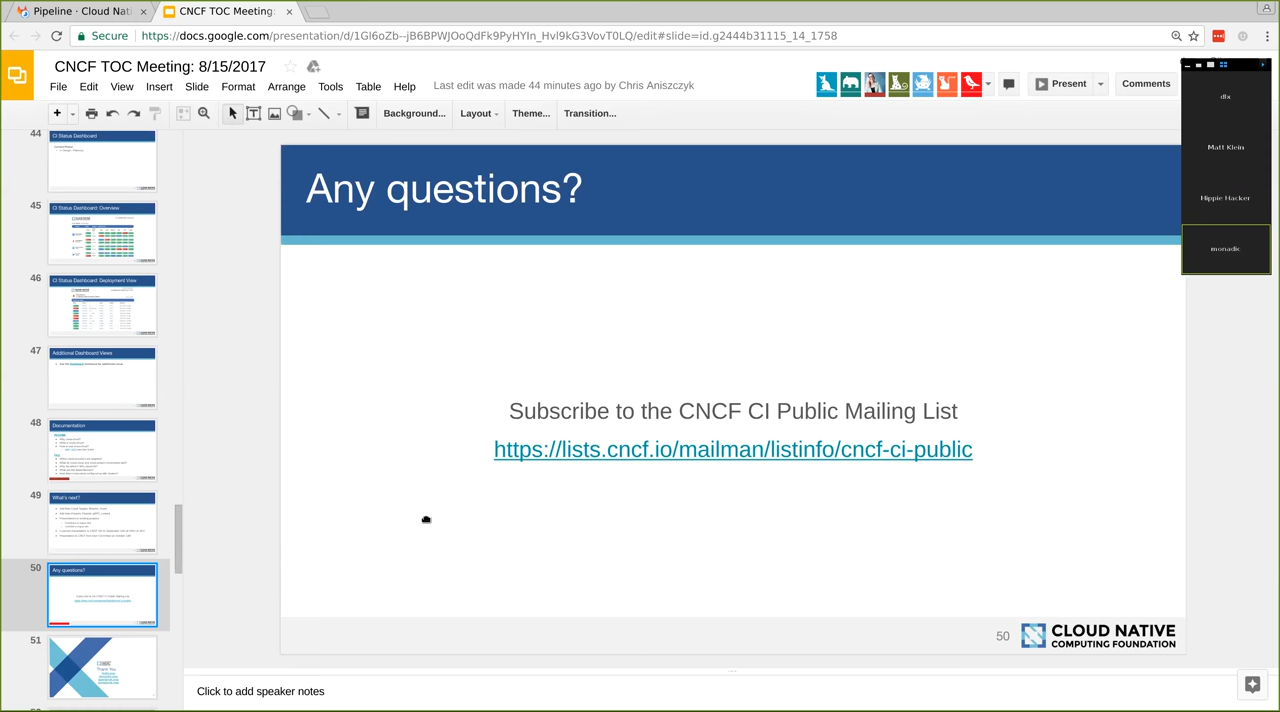 Pipeline · Cloud Nati
CNCF TOC Meeting:
Secure
https://docs.google.com/presentation/d/1Gl6oZb--jB6BPWJOoQdFk9PyHYIn_Hvl9kG3VovT0LQ/edit#slide=id.g2444b31115_14_1758
CNCF TOC Meeting: 8/15/2017
File Edit View Insert Slide Form Arrange Tools Table Help Last edit was made 44 minutes ago by Chris Aniszczyk
Present
Comments
Background... Layout Theme... Transition...
dlx
Matt Klein
Hippie Hacker
monadic
44
CI Status Dashboard
45
CI Status Dashboard: Overview
46
CI Status Dashboard: Deployment View
47
Additional Dashboard Views
48
Documentation
49
What's next?
50
Any questions?
51
Thank You
Any questions?
Subscribe to the CNCF CI Public Mailing List
https://lists.cncf.io/mailman/listinfo/cncf-ci-public
50
CLOUD NATIVE
COMPUTING FOUNDATION
Click to add speaker notes